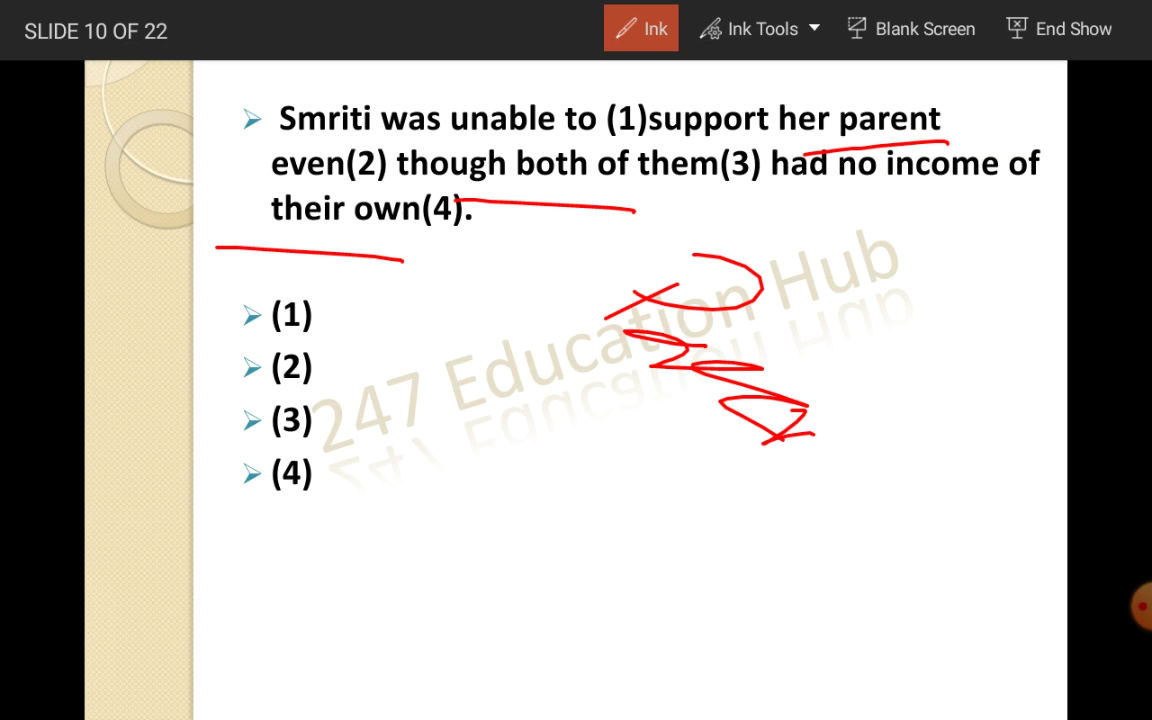 SLIDE 10 OF 22
Ink
Ink Tools
Blank Screen
End Show
Smriti was unable to (1)support her parent
even(2) though both of them(3) had no income of
their own(4).
(1)
(2)
(3)
(4)
247 Education Hub